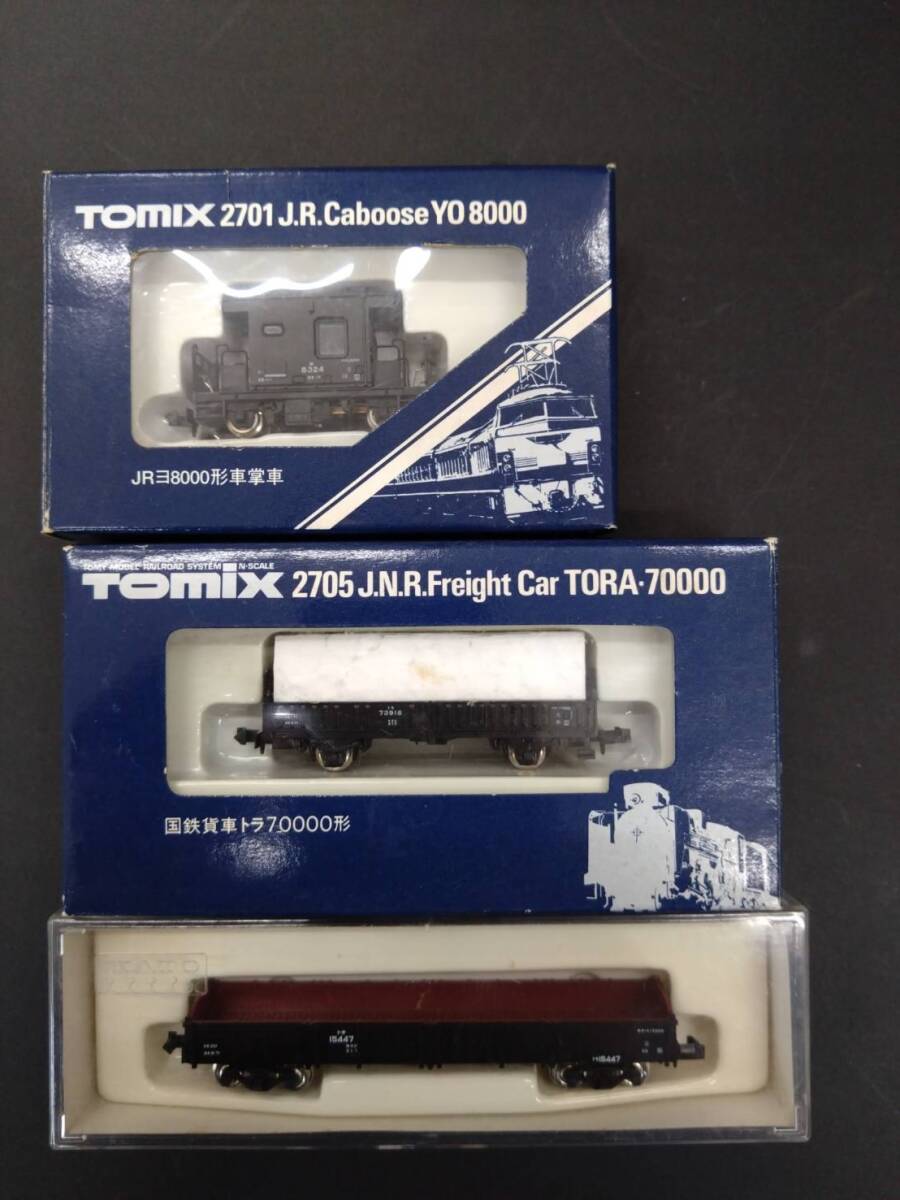 TOMIX 2701 J.R.Caboose YO 8000
8324
JRヨ8000形車掌車
TOMY MODEL RAILROAD SYSTEM N-SCALE
TOMIX 2705 J.N.R.Freight Car TORA·70000
国鉄貨車トラ70000形
KATO
15447